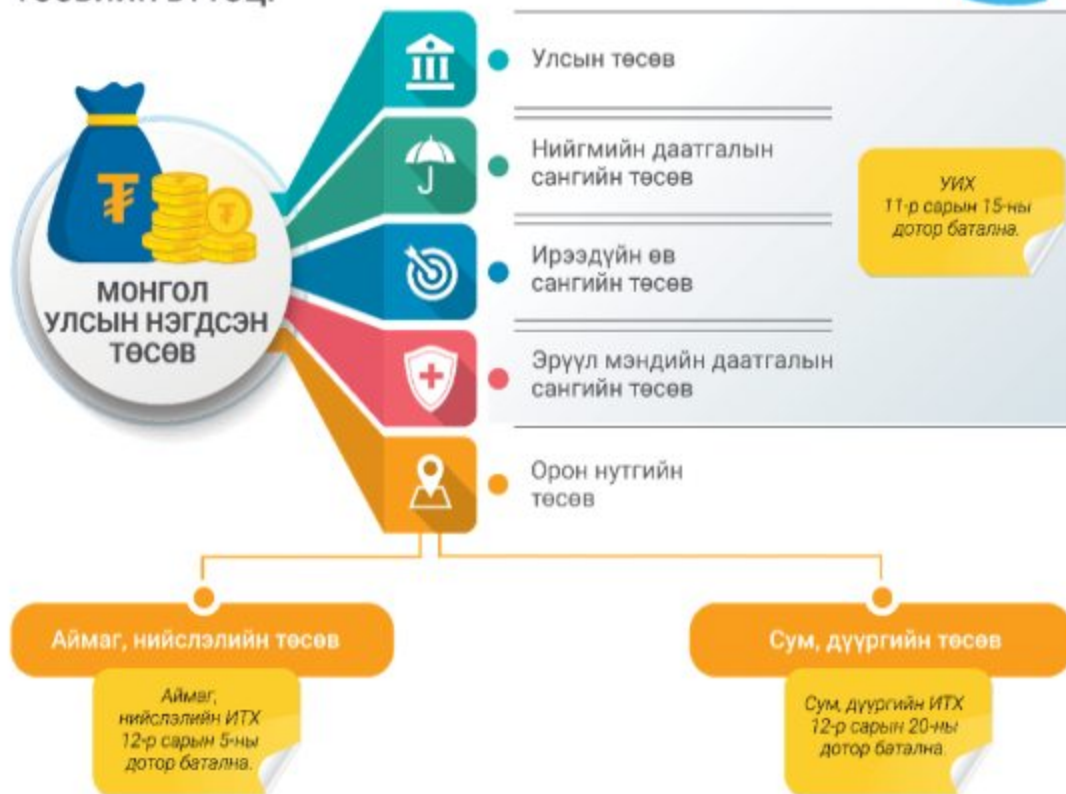 Улсын төсөв
Нийгмийн даатгалын
сангийн төсөв
УИХ
11-р сарын 15-ны
дотор батална.
Ирээдүйн өв
сангийн төсөв
МОНГОЛ
УЛСЫН НЭГДСЭН
ТӨСӨВ
Эрүүл мэндийн даатгалын
сангийн төсөв
Орон нутгийн
төсөв
Аймаг, нийслэлийн төсөв
Аймаг,
нийслэлийн ИТХ
12-р сарын 5-ны
дотор батална.
Сум, дүүргийн төсөв
Сум, дүүргийн ИТХ
12-р сарын 20-ны
дотор батална.